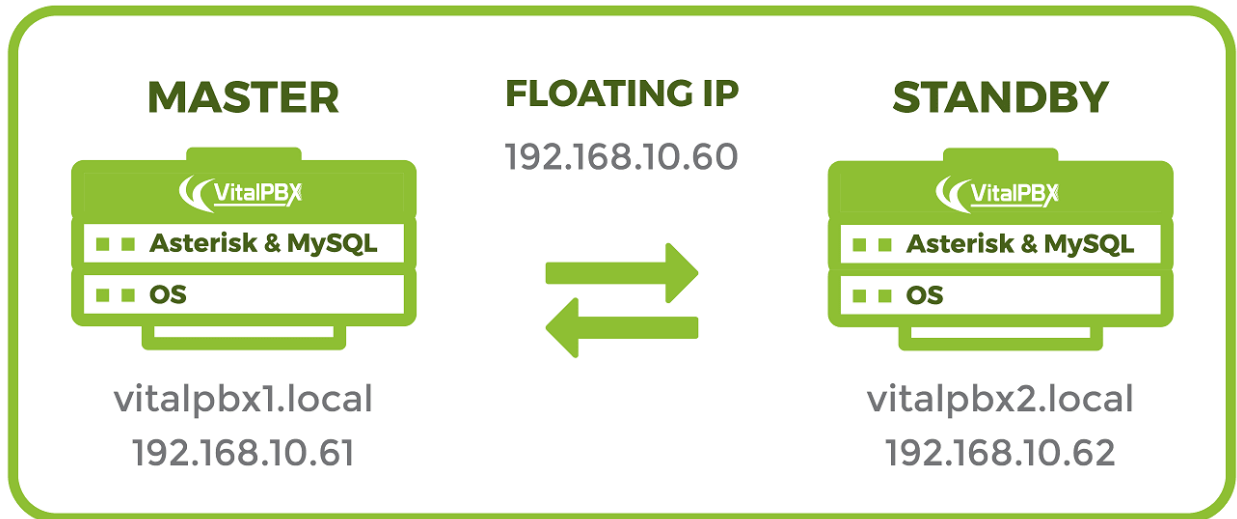 MASTER
VitalPBX
Asterisk & MySQL
OS
vitalpbx1.local
192.168.10.61
FLOATING IP
192.168.10.60
STANDBY
VitalPBX
Asterisk & MySQL
OS
vitalpbx2.local
192.168.10.62